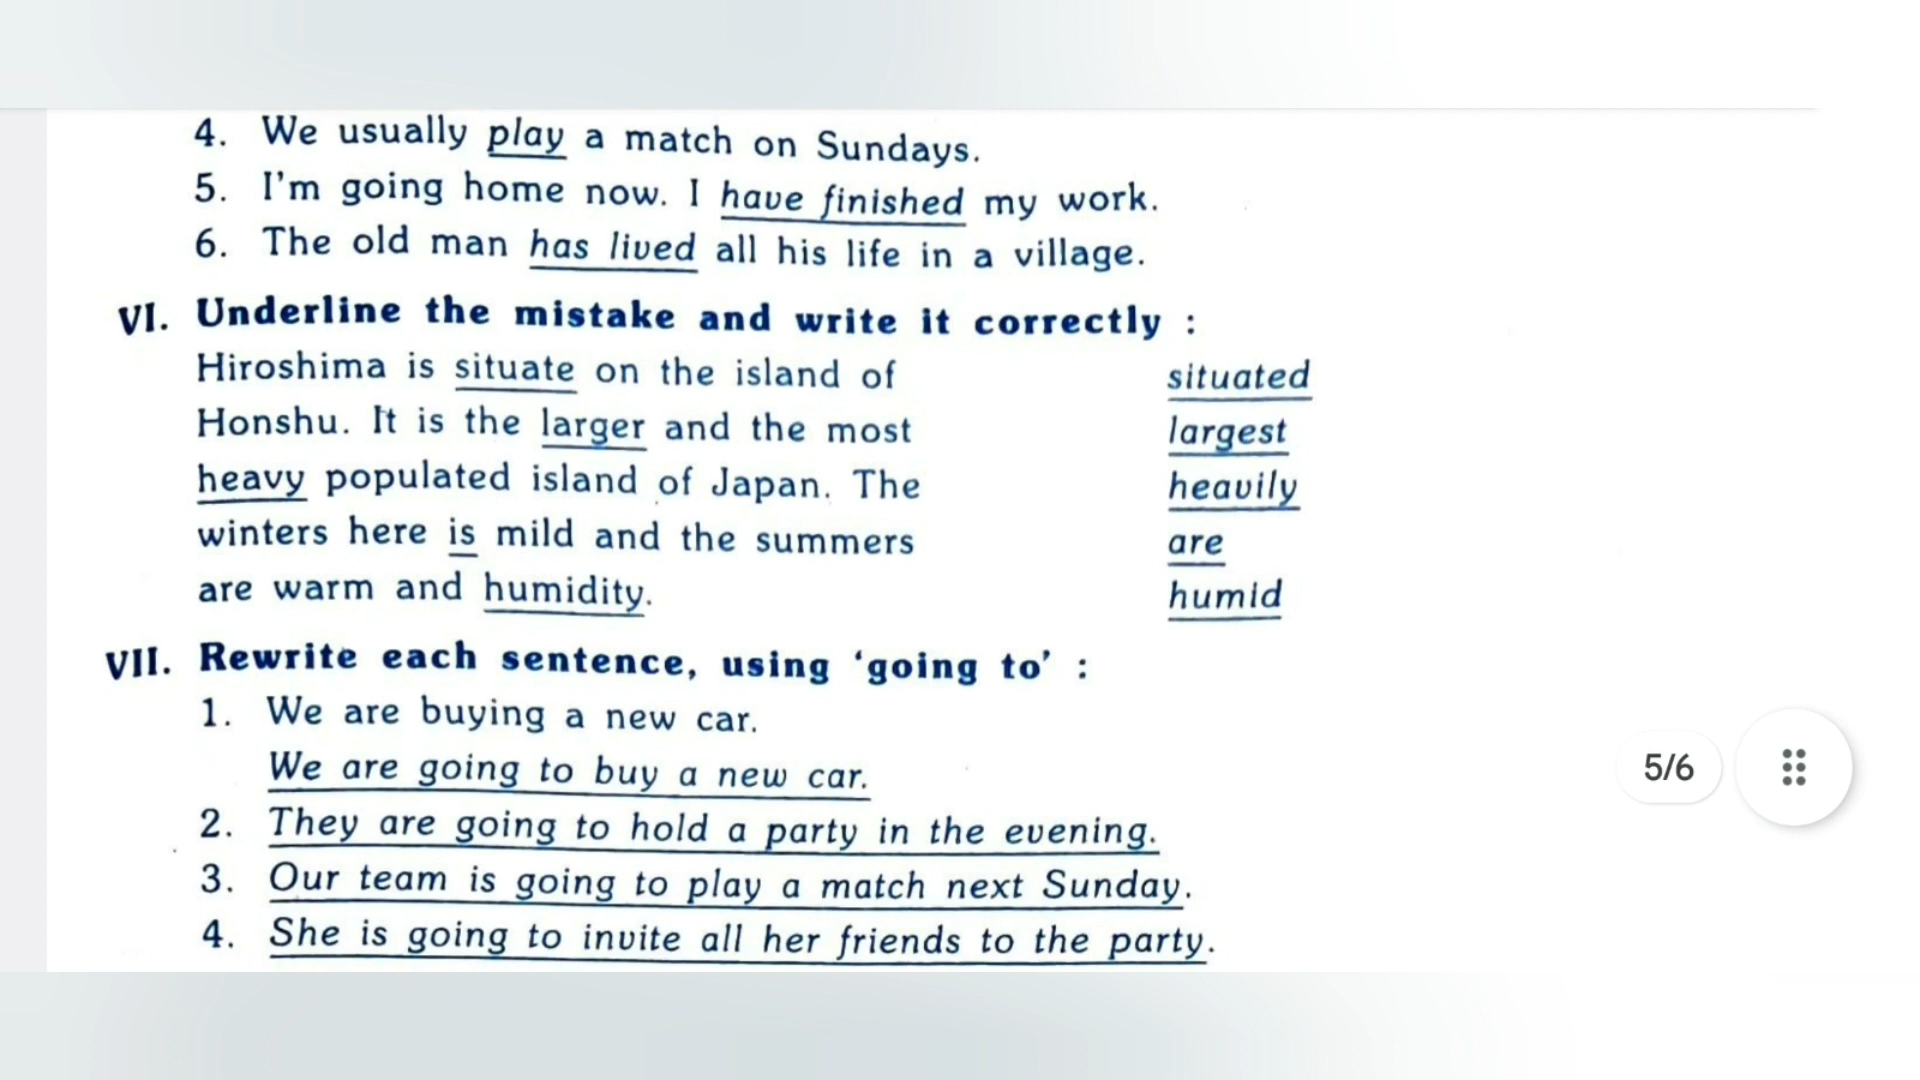 4. We usually play a match on Sundays.
5. I'm going home now. I have finished my work.
6. The old man has lived all his life in a village.
VI. Underline the mistake and write it correctly :
Hiroshima is situate on the island of situated
Honshu. It is the larger and the most largest
heavy populated island of Japan. The heavily
winters here is mild and the summers are
are warm and humidity. humid
VII. Rewrite each sentence, using 'going to' :
1. We are buying a new car.
We are going to buy a new car.
2. They are going to hold a party in the evening.
3. Our team is going to play a match next Sunday.
4. She is going to invite all her friends to the party.
5/6